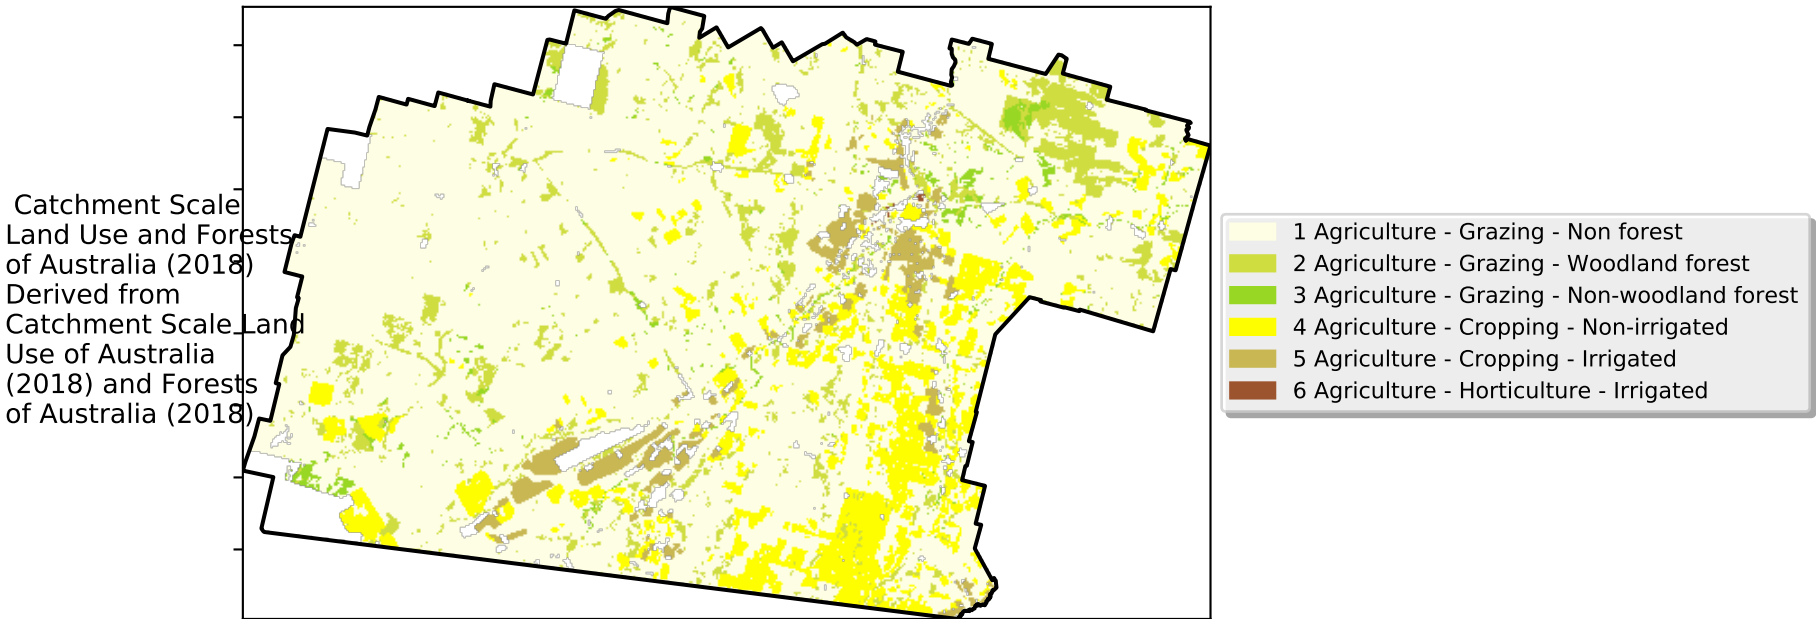 Catchment Scale
Land Use and Forests
of Australia (2018)
Derived from
Catchment Scale Land
Use of Australia
(2018) and Forests
of Australia (2018)
1 Agriculture - Grazing - Non forest
2 Agriculture - Grazing - Woodland forest
3 Agriculture - Grazing - Non-woodland forest
4 Agriculture - Cropping - Non-irrigated
5 Agriculture - Cropping - Irrigated
6 Agriculture - Horticulture - Irrigated